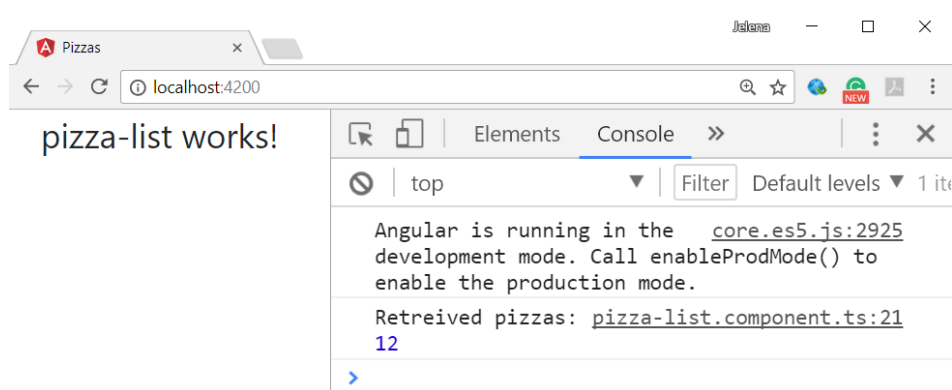 Jelena
Pizzas
localhost:4200
NEW
pizza-list works!
Elements Console
top Filter Default levels 1 ite
Angular is running in the core.es5.js:2925
development mode. Call enableProdMode() to
enable the production mode.
Retreived pizzas: pizza-list.component.ts:21
12